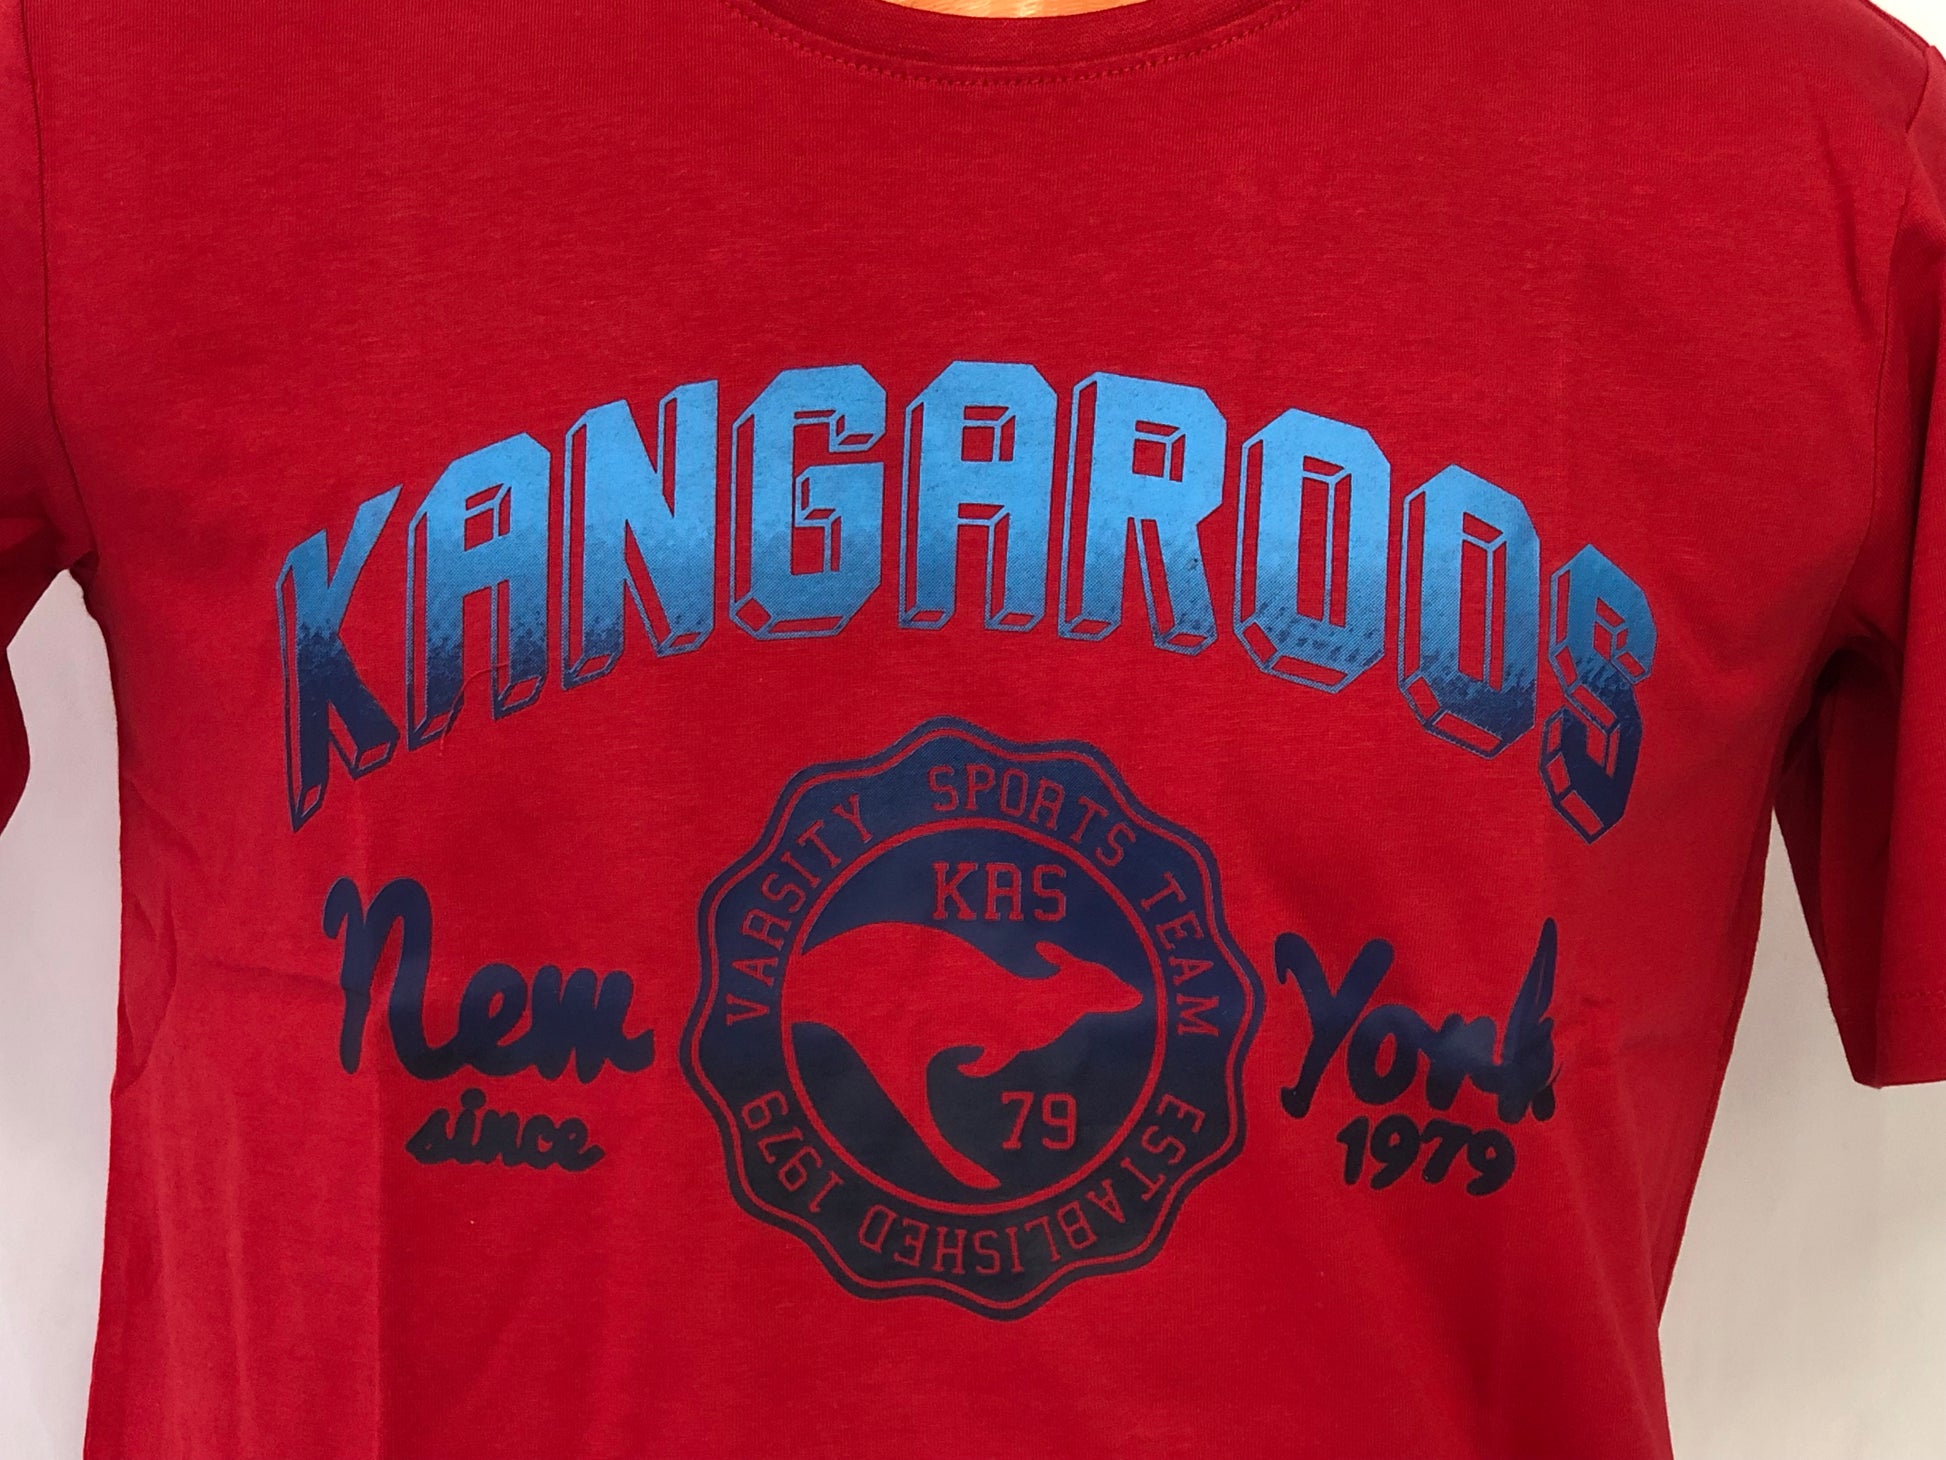 KANGAROOS
VARSITY SPORTS TEAM ESTABLISHED 1979
KAS
79
New York
since 1979